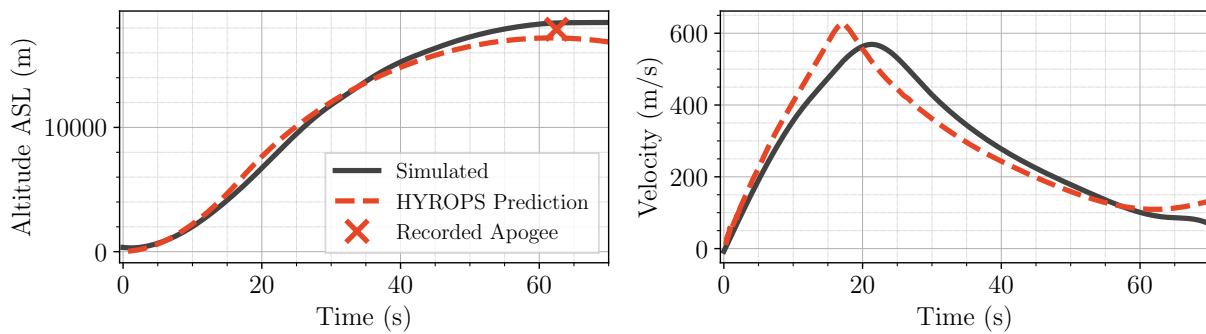 Altitude ASL (m)
10000
0
0
20
40
60
Time (s)
Simulated
HYROPS Prediction
Recorded Apogee
Velocity (m/s)
600
400
200
0
0
20
40
60
Time (s)